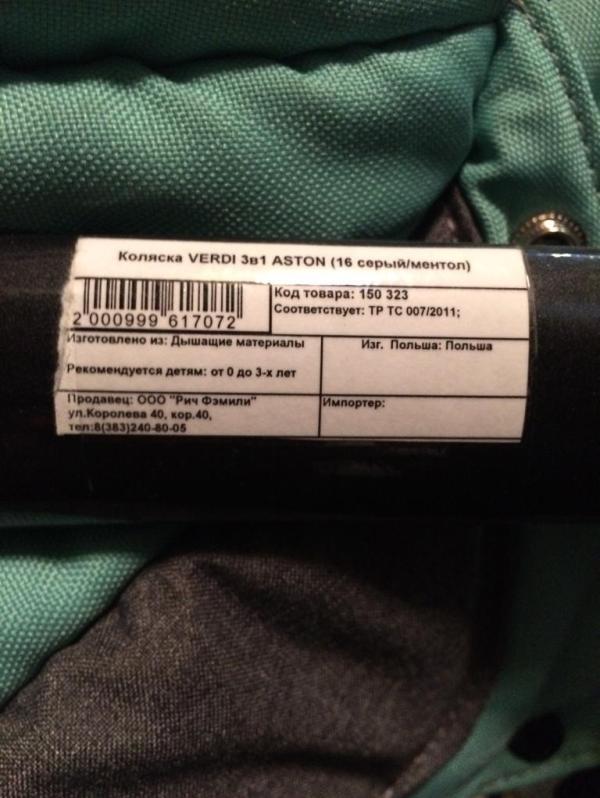 Коляска VERDI 3в1 ASTON (16 серый/ментол)
2 000999 617072
Код товара: 150 323
Соответствует: ТР ТС 007/2011;
Изготовлено из: Дышащие материалы
Рекомендуется детям: от 0 до 3-х лет
Изг. Польша: Польша
Продавец: ООО "Рич Фэмили"
ул.Королева 40, кор.40,
тел:8(383)240-80-05
Импортер: